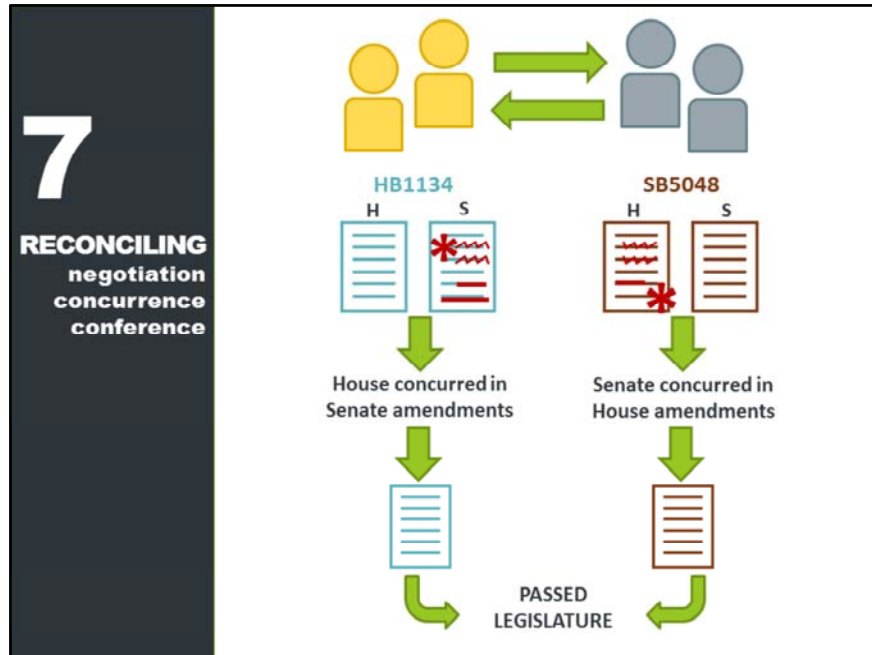 7
RECONCILING
negotiation
concurrence
conference
HB1134
H S
SB5048
H S
House concurred in
Senate amendments
Senate concurred in
House amendments
PASSED
LEGISLATURE